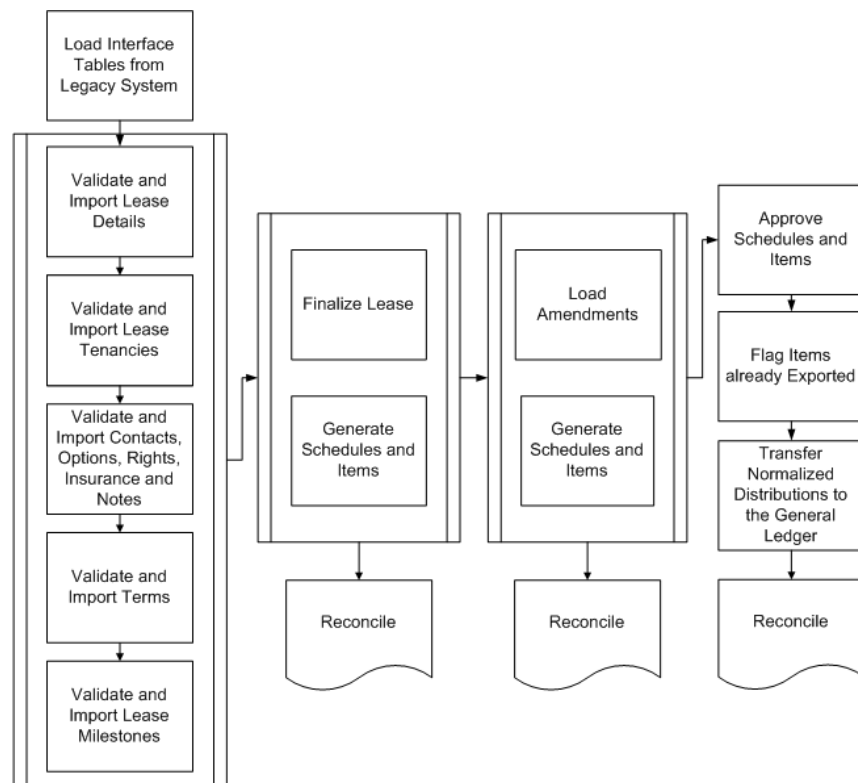 Load Interface
Tables from
Legacy System
Validate and
Import Lease
Details
Validate and
Import Lease
Tenancies
Validate and
Import Contacts,
Options, Rights,
Insurance and
Notes
Validate and
Import Terms
Validate and
Import Lease
Milestones
Finalize Lease
Generate
Schedules and
Items
Reconcile
Load
Amendments
Generate
Schedules and
Items
Reconcile
Approve
Schedules and
Items
Flag Items
already Exported
Transfer
Normalized
Distributions to
the General
Ledger
Reconcile